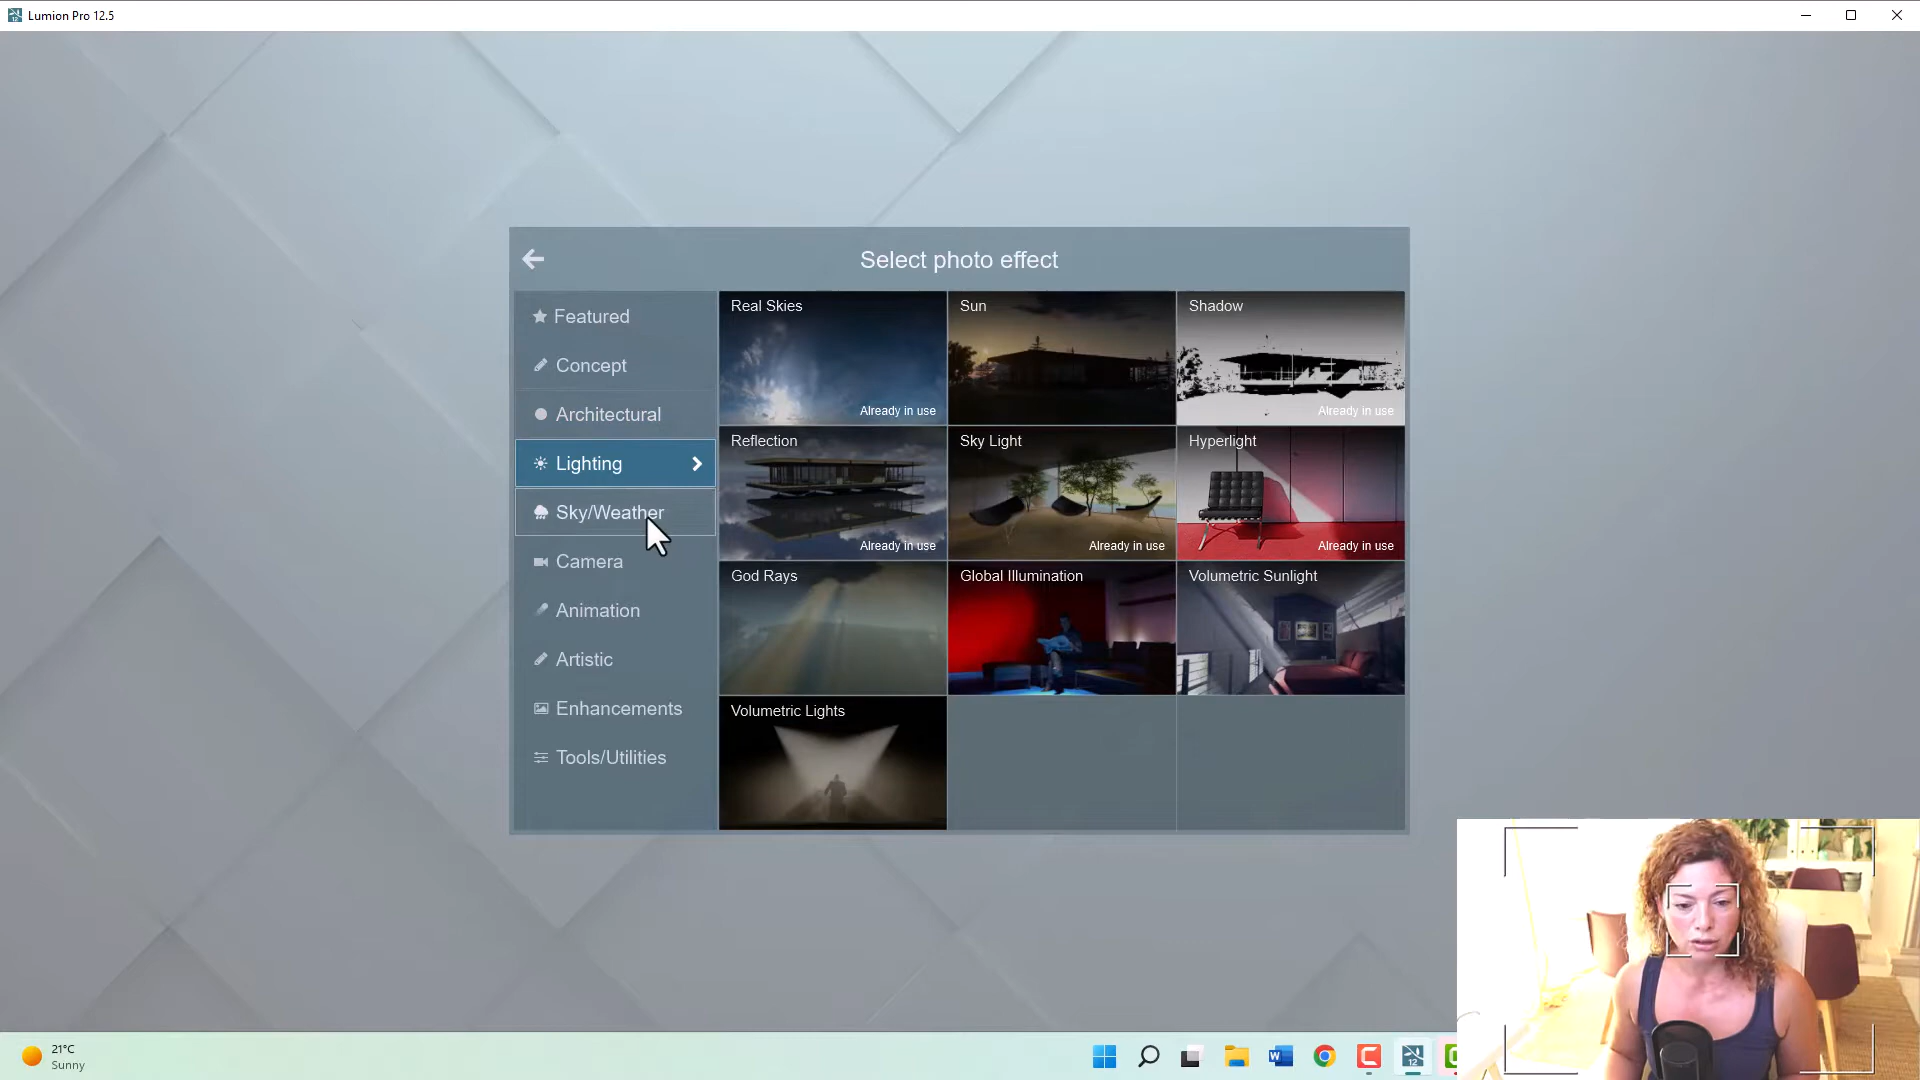 Lumion Pro 12.5
Select photo effect
Featured
Concept
Architectural
Lighting
Sky/Weather
Camera
Animation
Artistic
Enhancements
Tools/Utilities
Real Skies
Already in use
Sun
Shadow
Already in use
Reflection
Already in use
Sky Light
Already in use
Hyperlight
Already in use
God Rays
Global Illumination
Volumetric Sunlight
Volumetric Lights
21°C
Sunny